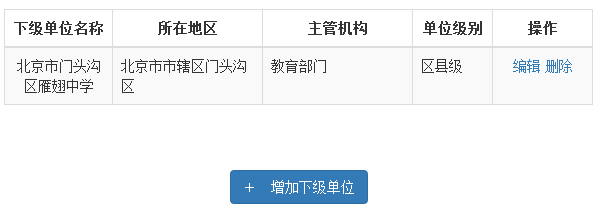 下级单位名称 所在地区 主管机构 单位级别 操作
北京市门头沟 北京市市辖区门头沟 教育部门 区县级 编辑 删除
区雁翅中学 区
+ 增加下级单位